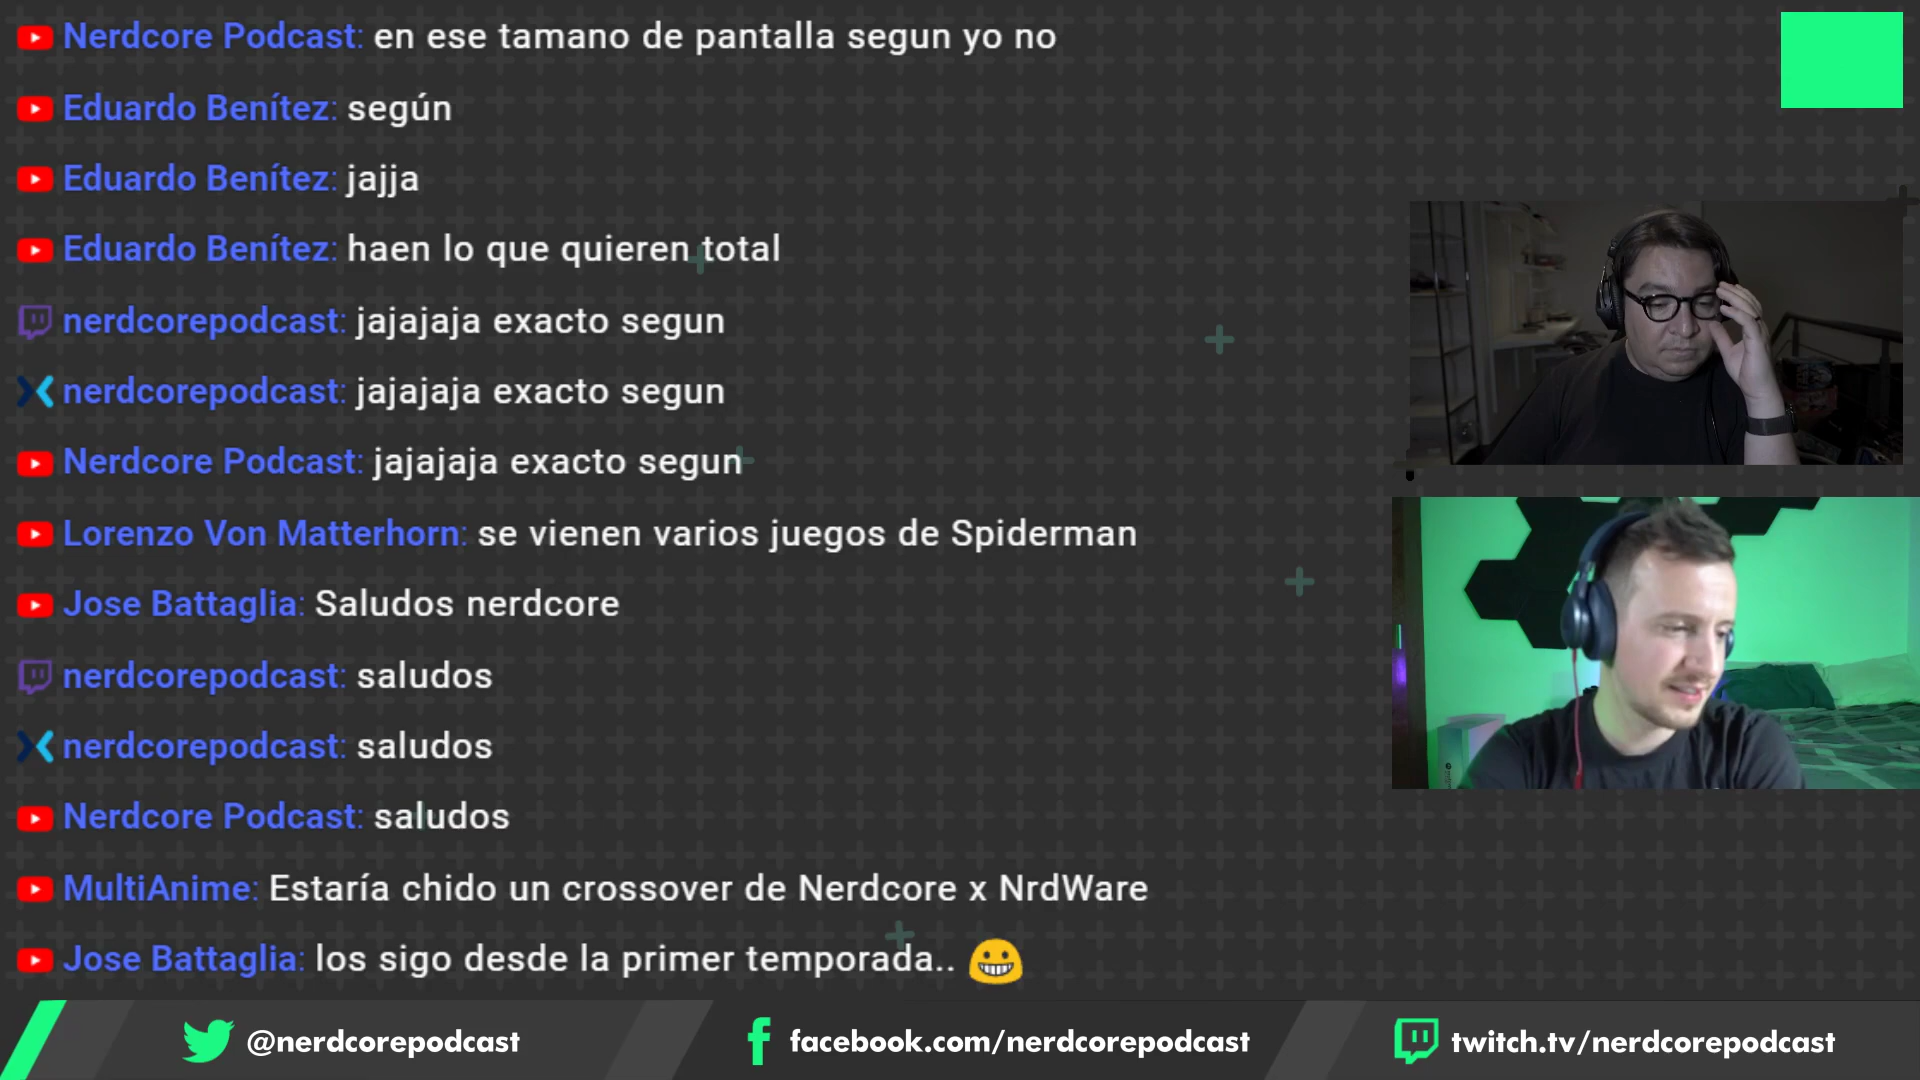 Nerdcore Podcast: en ese tamano de pantalla segun yo no
Eduardo Benítez: según
Eduardo Benítez: jajja
Eduardo Benítez: haen lo que quieren total
nerdcorepodcast: jajajaja exacto segun
nerdcorepodcast: jajajaja exacto segun
Nerdcore Podcast: jajajaja exacto segun
Lorenzo Von Matterhorn: se vienen varios juegos de Spiderman
Jose Battaglia: Saludos nerdcore
nerdcorepodcast: saludos
nerdcorepodcast: saludos
Nerdcore Podcast: saludos
MultiAnime: Estaría chido un crossover de Nerdcore x NrdWare
Jose Battaglia: los sigo desde la primer temporada.. 😀
@nerdcorepodcast
facebook.com/nerdcorepodcast
twitch.tv/nerdcorepodcast